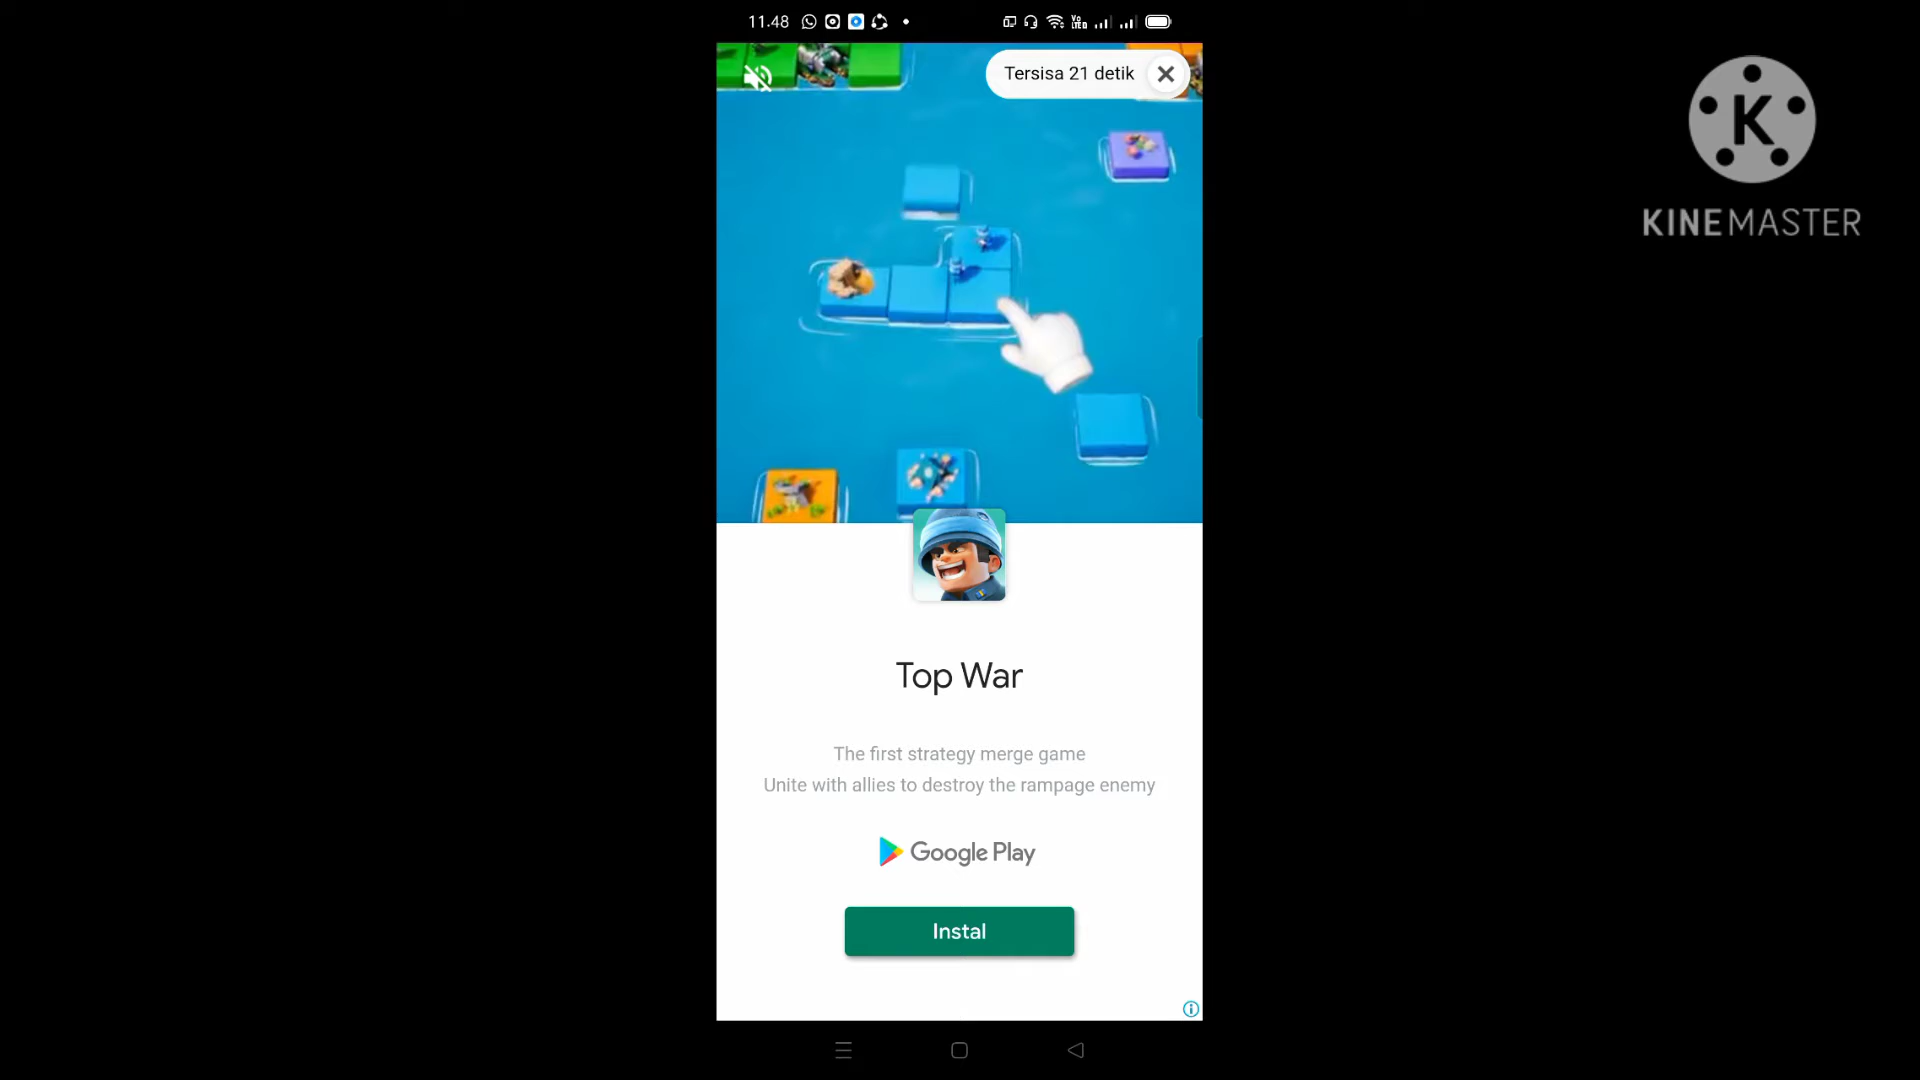 11.48
Tersisa 21 detik
KINEMASTER
Top War
The first strategy merge game
Unite with allies to destroy the rampage enemy
Google Play
Instal